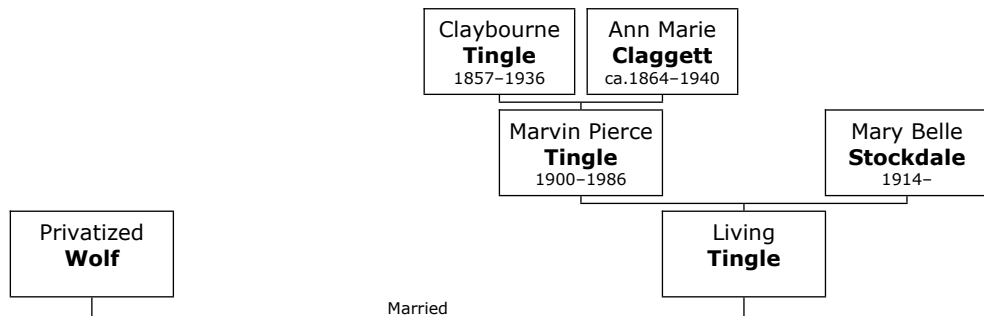 Claybourne
Tingle
1857–1936
Ann Marie
Claggett
ca.1864–1940
Marvin Pierce
Tingle
1900–1986
Mary Belle
Stockdale
1914–
Privatized
Wolf
Living
Tingle
Married